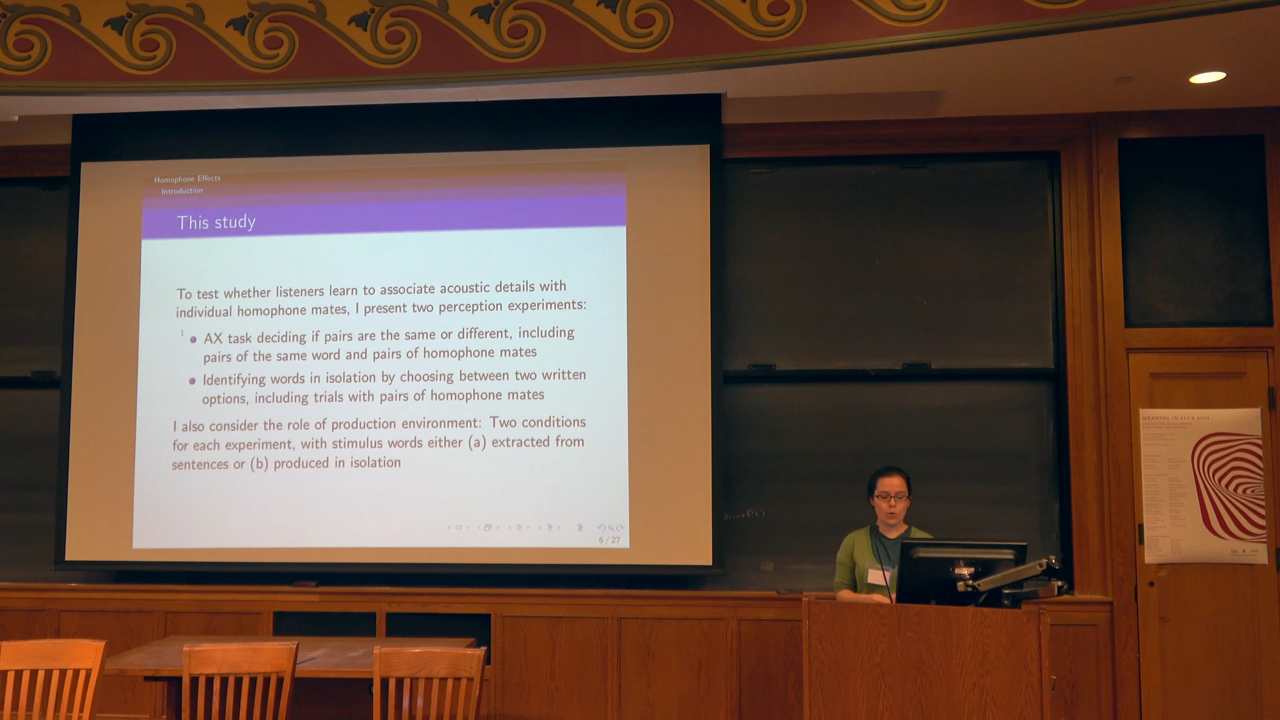 Homophone Effects
Introduction
This study
To test whether listeners learn to associate acoustic details with
individual homophone mates, I present two perception experiments:
AX task deciding if pairs are the same or different, including
pairs of the same word and pairs of homophone mates
Identifying words in isolation by choosing between two written
options, including trials with pairs of homophone mates
I also consider the role of production environment: Two conditions
for each experiment, with stimulus words either (a) extracted from
sentences or (b) produced in isolation
6 / 27
MEANING IN FLUX 2019